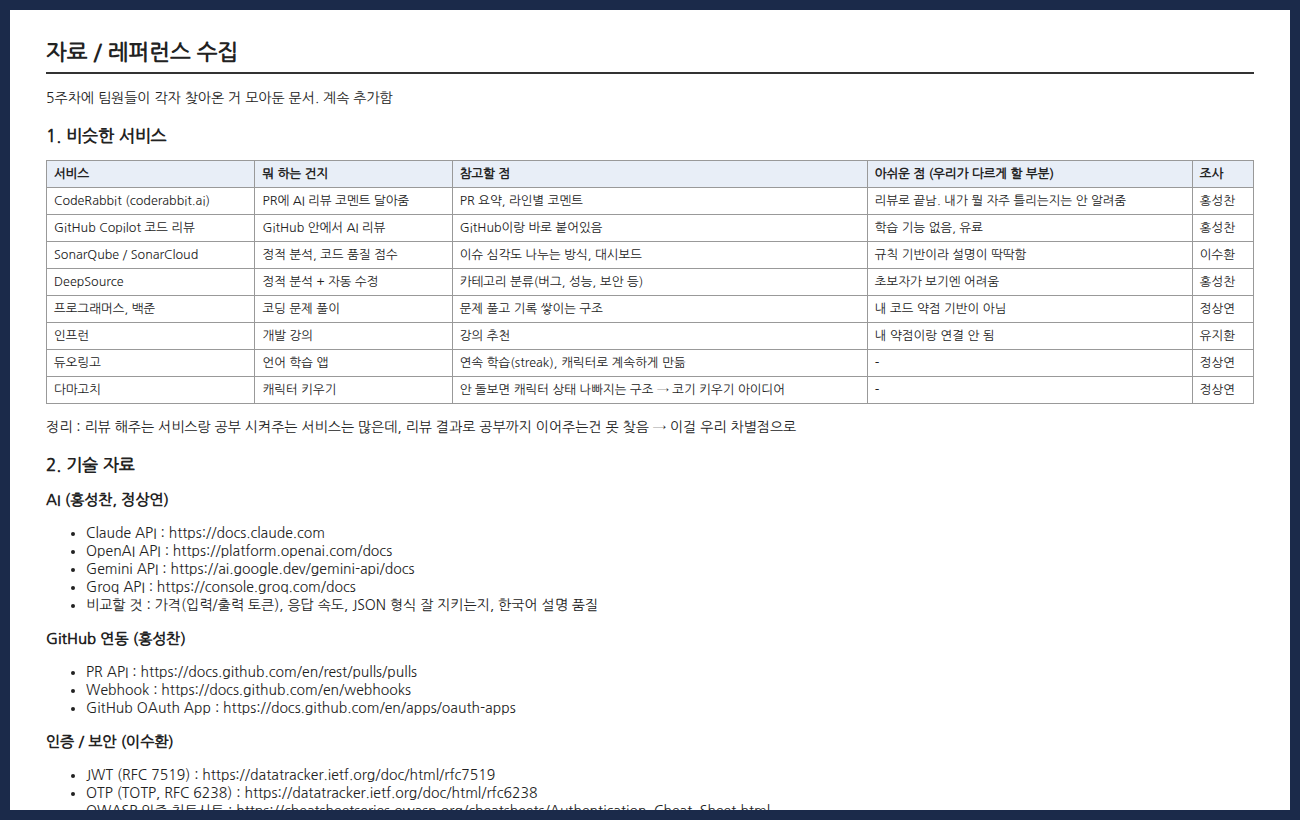 자료 / 레퍼런스 수집
5주차에 팀원들이 각자 찾아온 거 모아둔 문서. 계속 추가함
1. 비슷한 서비스
서비스 뭐 하는 건지 참고할 점 아쉬운 점 (우리가 다르게 할 부분) 조사
CodeRabbit (coderabbit.ai) PR에 AI 리뷰 코멘트 달아줌 PR 요약, 라인별 코멘트 리뷰로 끝남. 내가 뭘 자주 틀리는지는 안 알려줌 홍성찬
GitHub Copilot 코드 리뷰 GitHub 안에서 AI 리뷰 GitHub이랑 바로 붙어있음 학습 기능 없음, 유료 홍성찬
SonarQube / SonarCloud 정적 분석, 코드 품질 점수 이슈 심각도 나누는 방식, 대시보드 규칙 기반이라 설명이 딱딱함 이수환
DeepSource 정적 분석 + 자동 수정 카테고리 분류(버그, 성능, 보안 등) 초보자가 보기엔 어려움 홍성찬
프로그래머스, 백준 코딩 문제 풀이 문제 풀고 기록 쌓이는 구조 내 코드 약점 기반이 아님 정상연
인프런 개발 강의 강의 추천 내 약점이랑 연결 안 됨 유지환
듀오링고 언어 학습 앱 연속 학습(streak), 캐릭터로 계속하게 만듦 - 정상연
다마고치 캐릭터 키우기 안 돌보면 캐릭터 상태 나빠지는 구조 → 코기 키우기 아이디어 - 정상연
정리 : 리뷰 해주는 서비스랑 공부 시켜주는 서비스는 많은데, 리뷰 결과로 공부까지 이어주는건 못 찾음 → 이걸 우리 차별점으로
2. 기술 자료
AI (홍성찬, 정상연)
• Claude API : https://docs.claude.com
• OpenAI API : https://platform.openai.com/docs
• Gemini API : https://ai.google.dev/gemini-api/docs
• Groq API : https://console.groq.com/docs
• 비교할 것 : 가격(입력/출력 토큰), 응답 속도, JSON 형식 잘 지키는지, 한국어 설명 품질
GitHub 연동 (홍성찬)
• PR API : https://docs.github.com/en/rest/pulls/pulls
• Webhook : https://docs.github.com/en/webhooks
• GitHub OAuth App : https://docs.github.com/en/apps/oauth-apps
인증 / 보안 (이수환)
• JWT (RFC 7519) : https://datatracker.ietf.org/doc/html/rfc7519
• OTP (TOTP, RFC 6238) : https://datatracker.ietf.org/doc/html/rfc6238
• OWASP 인증 치트시트 : https://cheatsheetseries.owasp.org/cheatsheets/Authentication_Cheat_Sheet.html